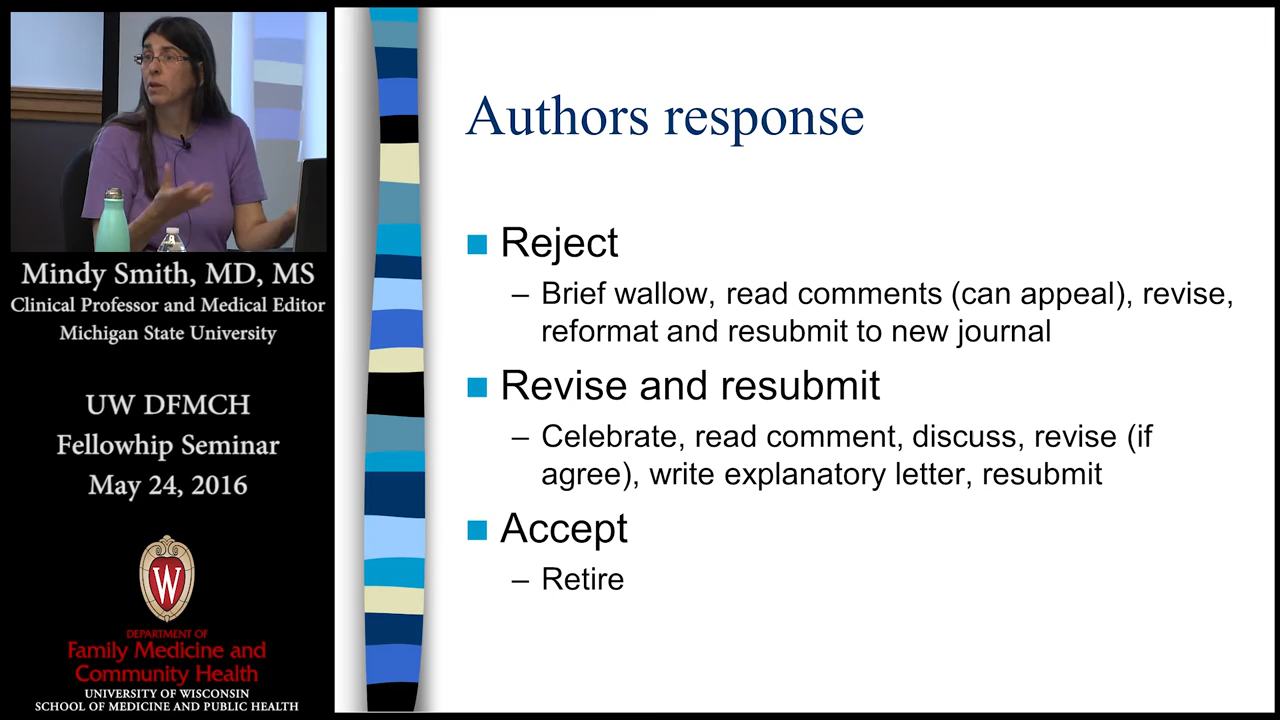 Mindy Smith, MD, MS
Clinical Professor and Medical Editor
Michigan State University
UW DFMCH
Fellowhip Seminar
May 24, 2016
W
DEPARTMENT OF
Family Medicine and
Community Health
UNIVERSITY OF WISCONSIN
SCHOOL OF MEDICINE AND PUBLIC HEALTH
Authors response
Reject
– Brief wallow, read comments (can appeal), revise,
reformat and resubmit to new journal
Revise and resubmit
– Celebrate, read comment, discuss, revise (if
agree), write explanatory letter, resubmit
Accept
– Retire